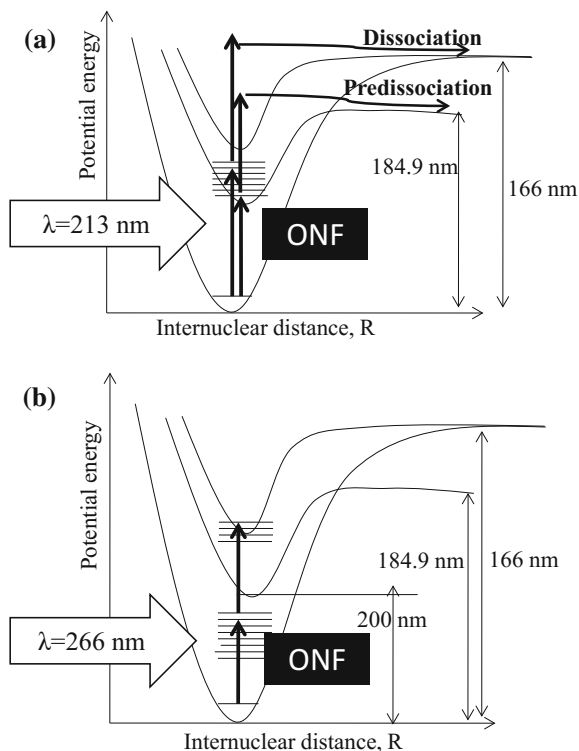 (a)
Potential energy
Dissociation
Predissociation
184.9 nm
166 nm
λ=213 nm
ONF
Internuclear distance, R
(b)
Potential energy
184.9 nm
166 nm
200 nm
λ=266 nm
ONF
Internuclear distance, R